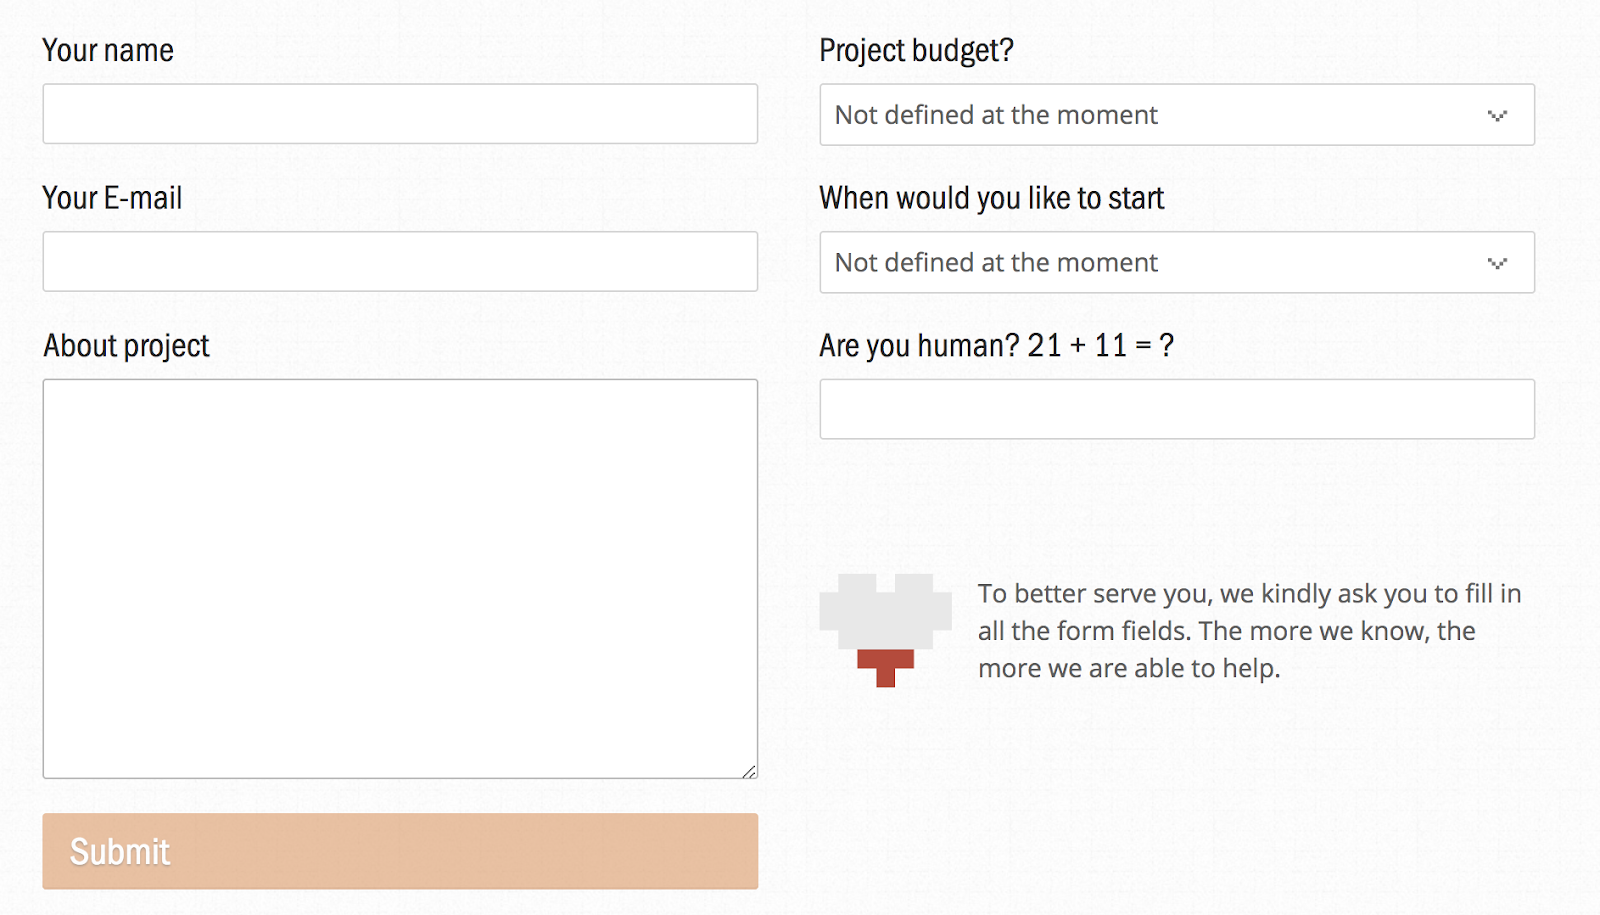 Your name
Your E-mail
About project
Submit
Project budget?
Not defined at the moment
When would you like to start
Not defined at the moment
Are you human? 21 + 11 = ?
To better serve you, we kindly ask you to fill in
all the form fields. The more we know, the
more we are able to help.